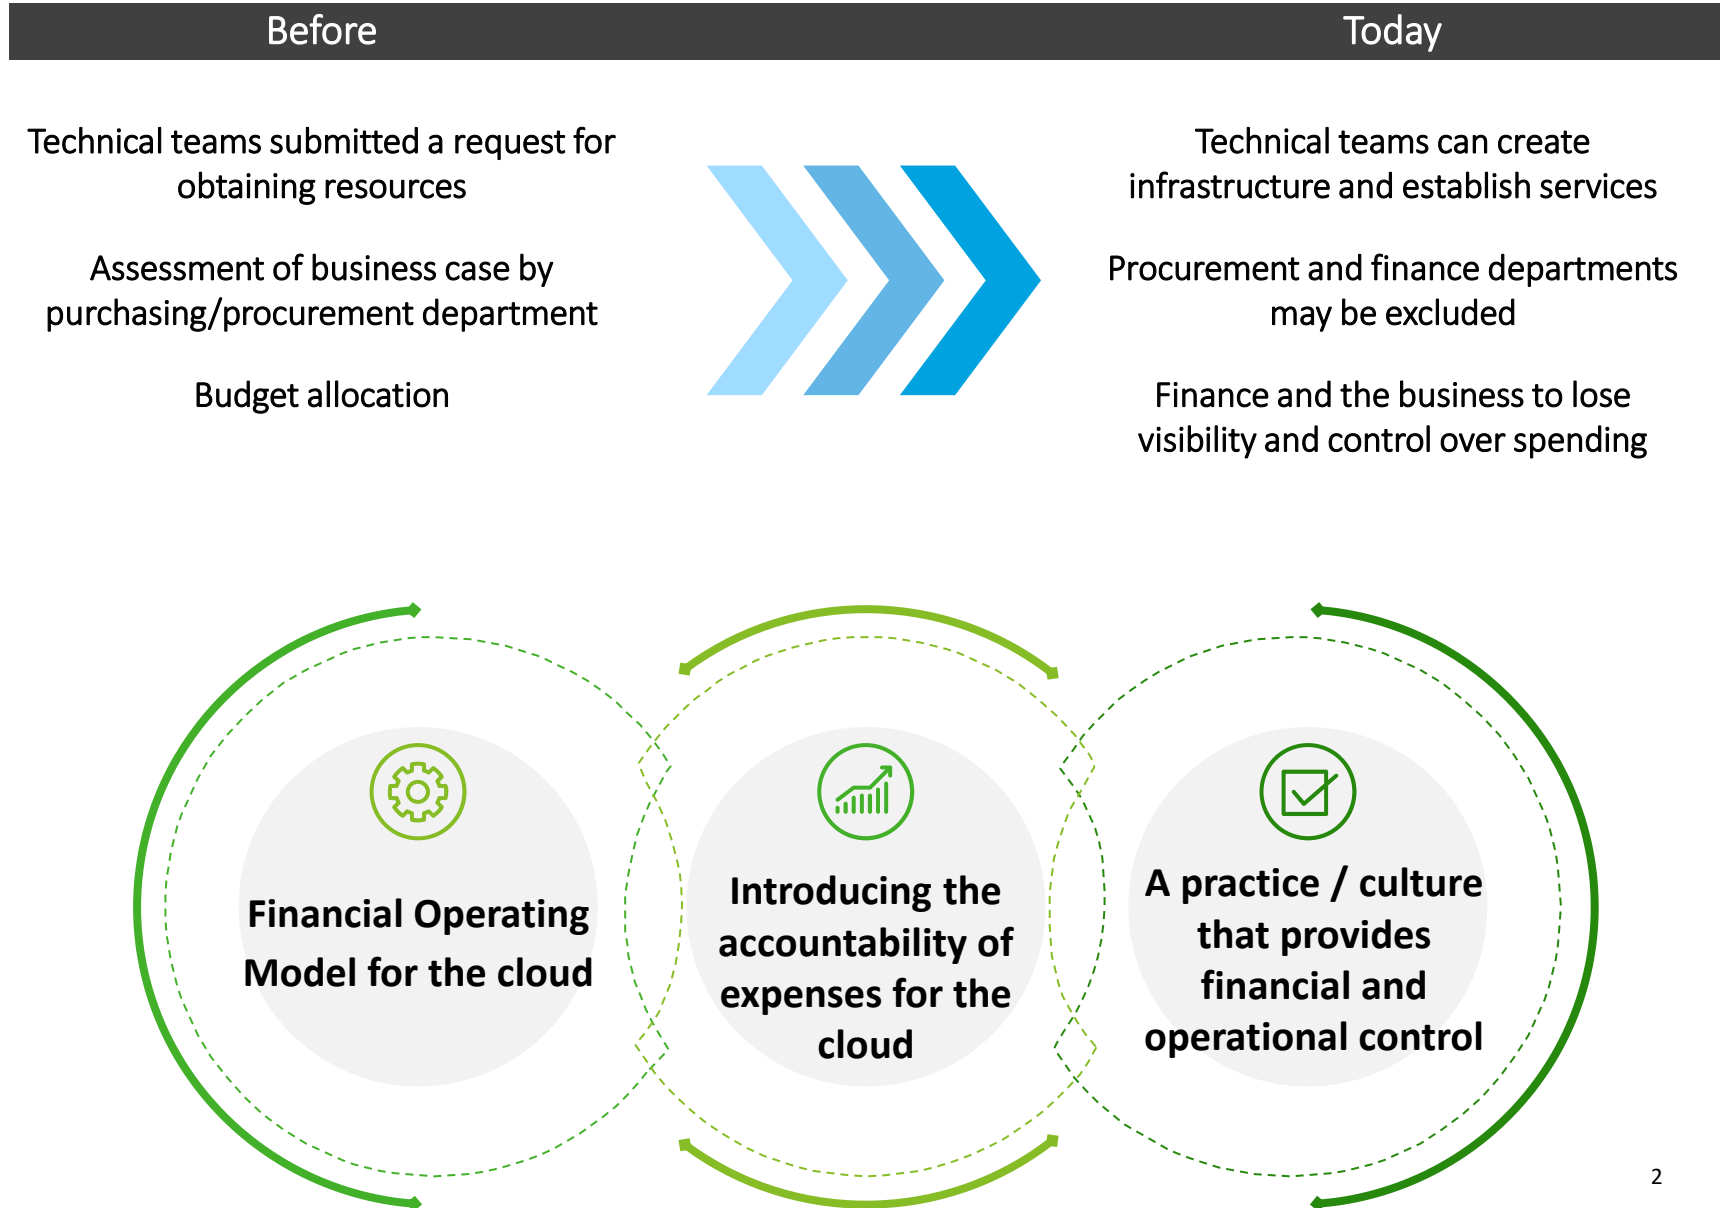 Before
Today
Technical teams submitted a request for
obtaining resources
Assessment of business case by
purchasing/procurement department
Budget allocation
Technical teams can create
infrastructure and establish services
Procurement and finance departments
may be excluded
Finance and the business to lose
visibility and control over spending
Financial Operating
Model for the cloud
Introducing the
accountability of
expenses for the
cloud
A practice / culture
that provides
financial and
operational control
2